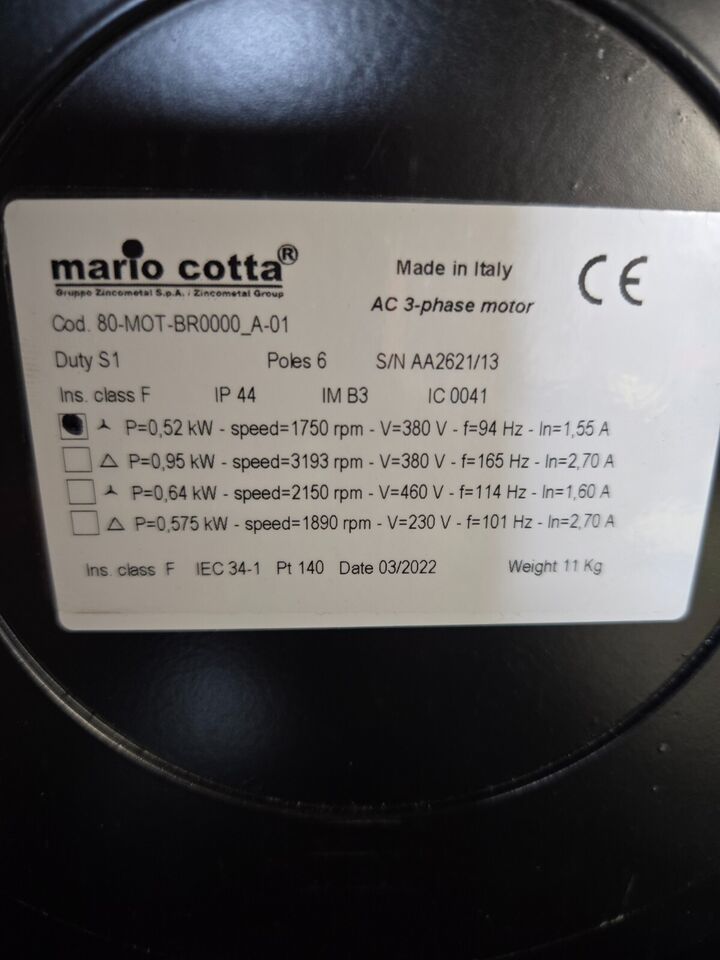 mario cotta®
Gruppo Zincometal S.p.A. / Zincometal Group
Made in Italy
CE
AC 3-phase motor
Cod. 80-MOT-BR0000_A-01
Duty S1 Poles 6 S/N AA2621/13
Ins. class F IP 44 IM B3 IC 0041
P=0,52 kW - speed=1750 rpm - V=380 V - f=94 Hz - In=1,55 A
△ P=0,95 kW - speed=3193 rpm - V=380 V - f=165 Hz - In=2,70 A
P=0,64 kW - speed=2150 rpm - V=460 V - f=114 Hz - In=1,60 A
△ P=0,575 kW - speed=1890 rpm - V=230 V - f=101 Hz - In=2,70 A
Ins. class F IEC 34-1 Pt 140 Date 03/2022 Weight 11 Kg